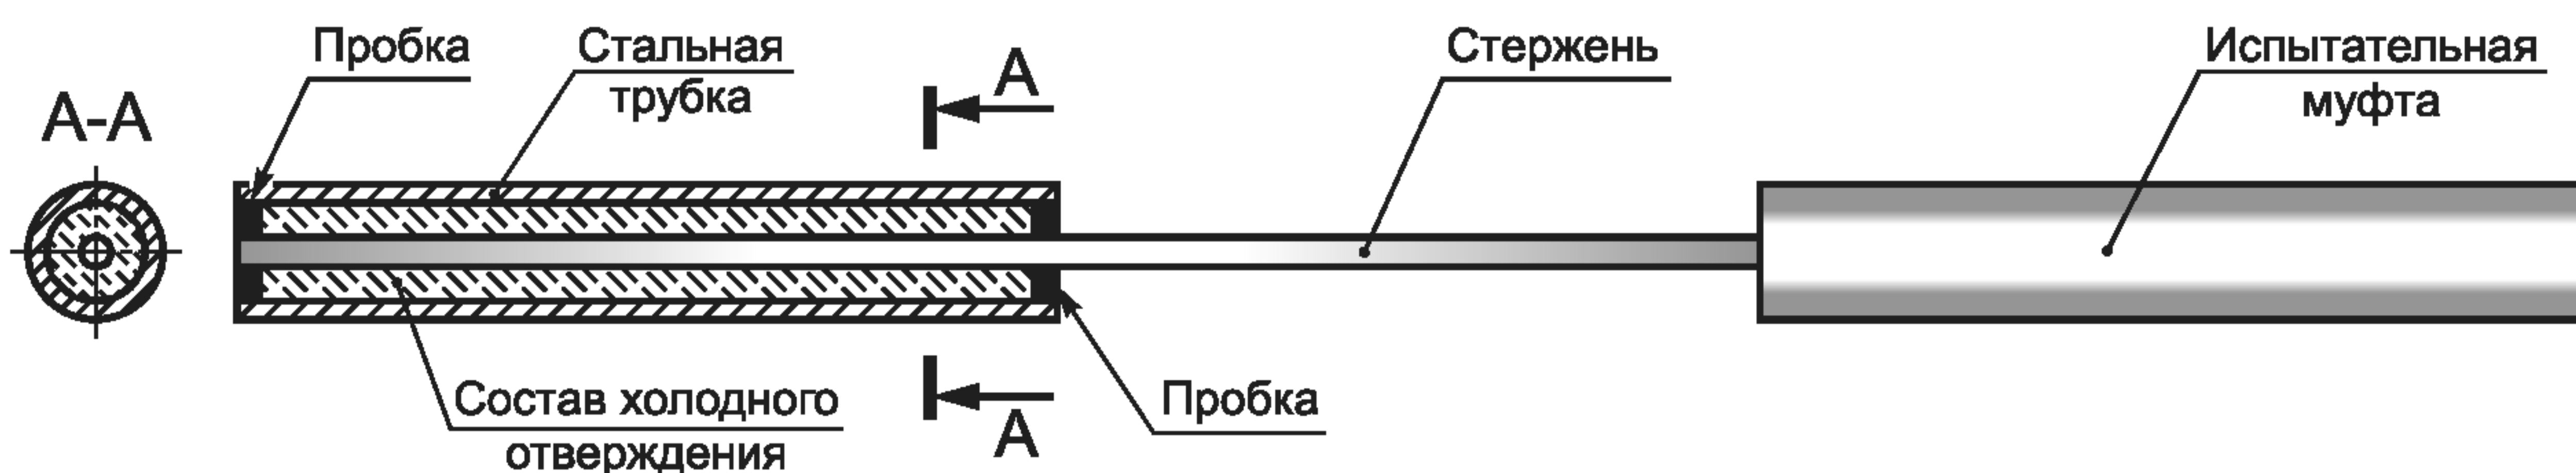 Пробка
Стальная
трубка
А
Стержень
Испытательная
муфта
А-А
Состав холодного
отверждения
А
Пробка